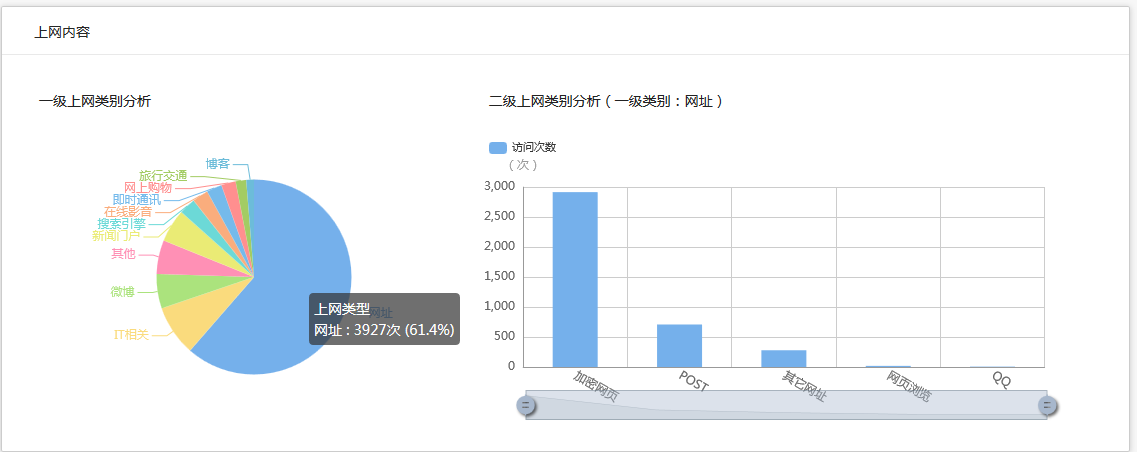 上网内容
一级上网类别分析
博客
旅行交通
网上购物
即时通讯
在线影音
搜索引擎
新闻门户
其他
微博
IT相关
网址
上网类型
网址 : 3927次 (61.4%)
二级上网类别分析 ( 一级类别 : 网址 )
访问次数
( 次 )
3,000
2,500
2,000
1,500
1,000
500
0
加密网页
POST
其它网址
网页浏览
QQ